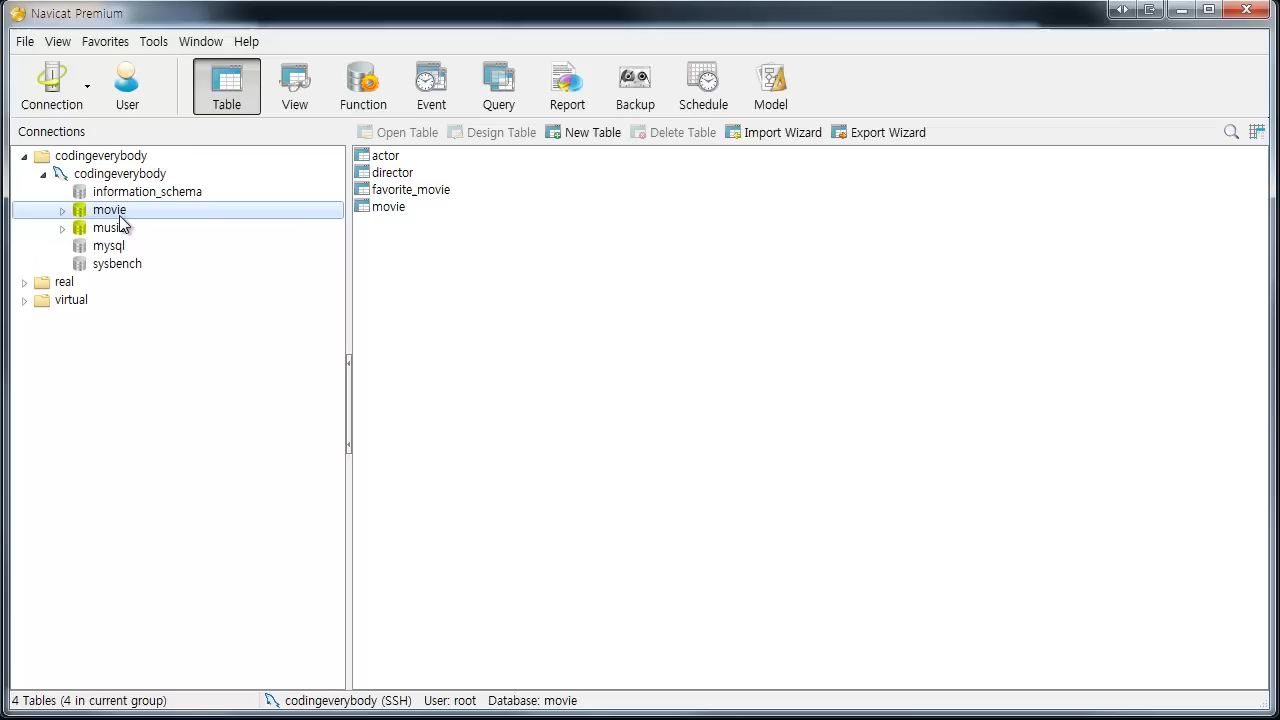 Navicat Premium
File View Favorites Tools Window Help
Connection User Table View Function Event Query Report Backup Schedule Model
Connections
Open Table Design Table New Table Delete Table Import Wizard Export Wizard
codingeverybody
codingeverybody
information_schema
movie
mysql
sysbench
real
virtual
actor
director
favorite_movie
movie
4 Tables (4 in current group) codingeverybody (SSH) User: root Database: movie